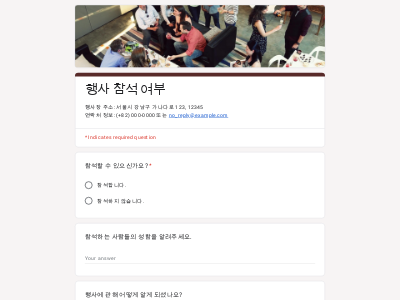 행사 참석 여부
행사장 주소: 서울시 강남구 가나다로 123, 12345
연락처 정보: (+82) 000-0000 또는 no_reply@example.com
* Indicates required question
참석할 수 있으신가요? *
참석합니다.
참석하지 않습니다.
참석하는 사람들의 성함을 알려주세요.
Your answer
행사에 관해 어떻게 알게 되셨나요?